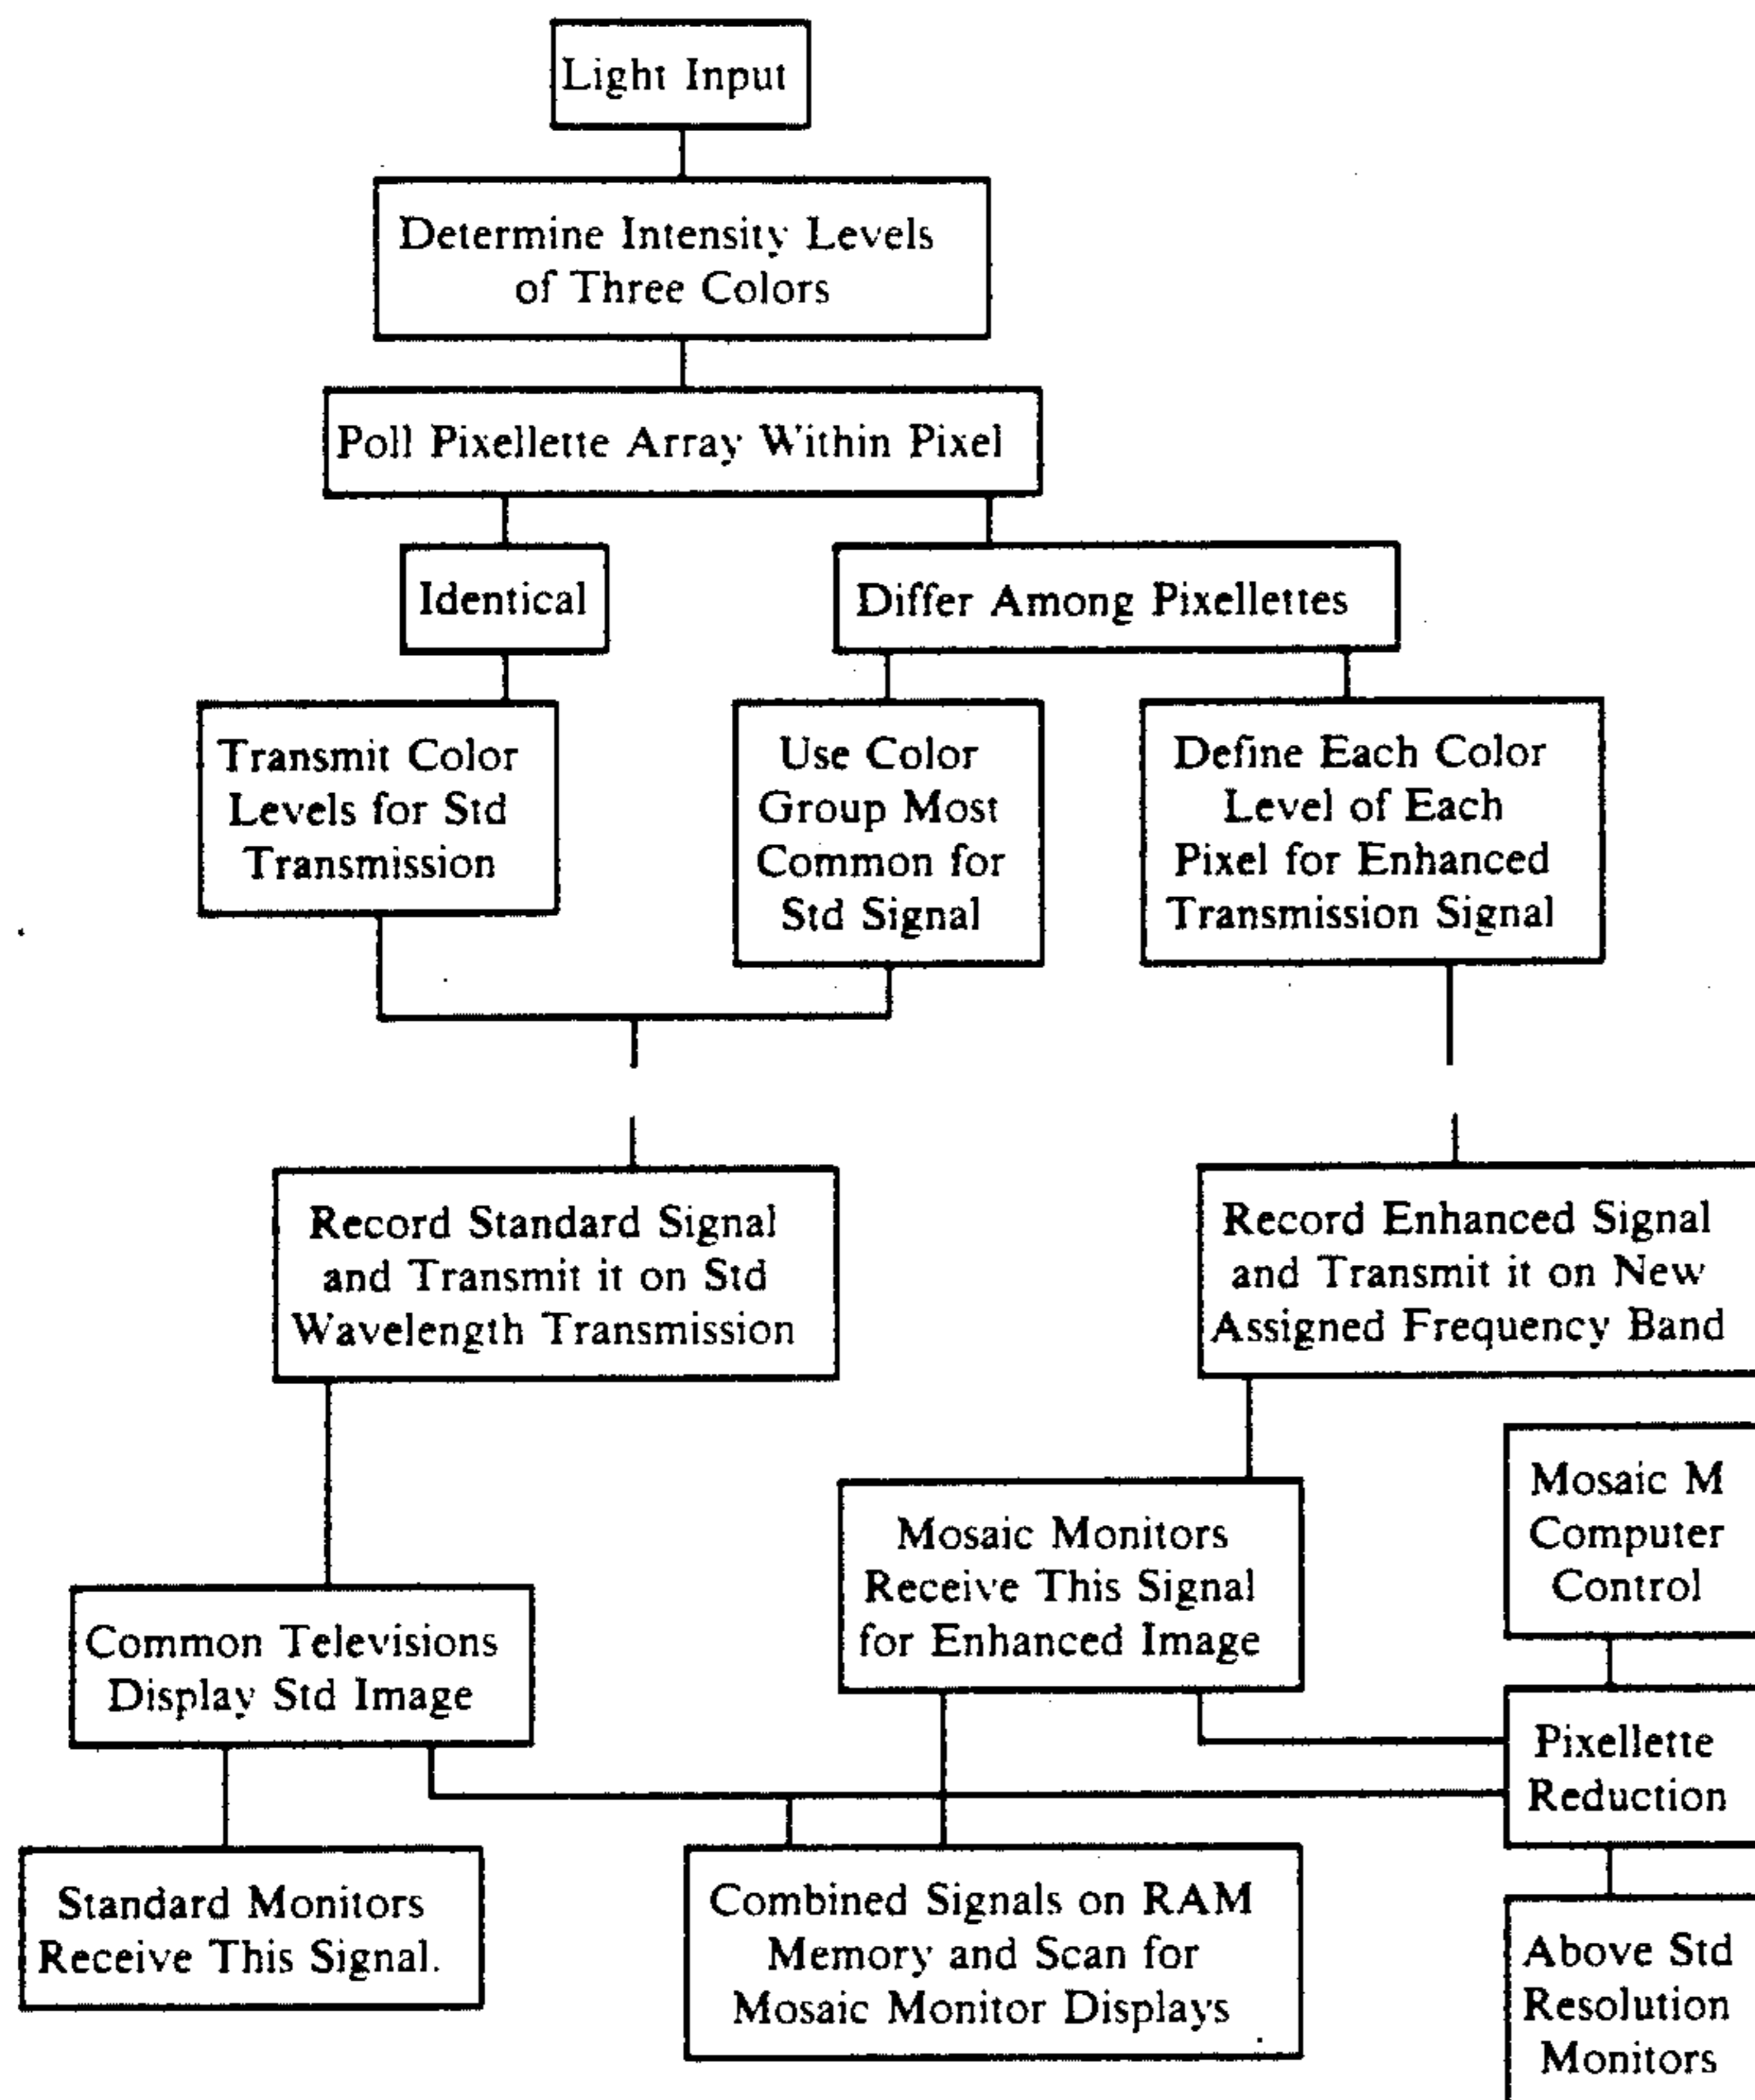 Light Input
Determine Intensity Levels
of Three Colors
Poll Pixellette Array Within Pixel
Identical
Differ Among Pixellettes
Transmit Color
Levels for Std
Transmission
Use Color
Group Most
Common for
Std Signal
Define Each Color
Level of Each
Pixel for Enhanced
Transmission Signal
Record Standard Signal
and Transmit it on Std
Wavelength Transmission
Record Enhanced Signal
and Transmit it on New
Assigned Frequency Band
Mosaic M
Computer
Control
Mosaic Monitors
Receive This Signal
for Enhanced Image
Common Televisions
Display Std Image
Pixellette
Reduction
Standard Monitors
Receive This Signal.
Combined Signals on RAM
Memory and Scan for
Mosaic Monitor Displays
Above Std
Resolution
Monitors